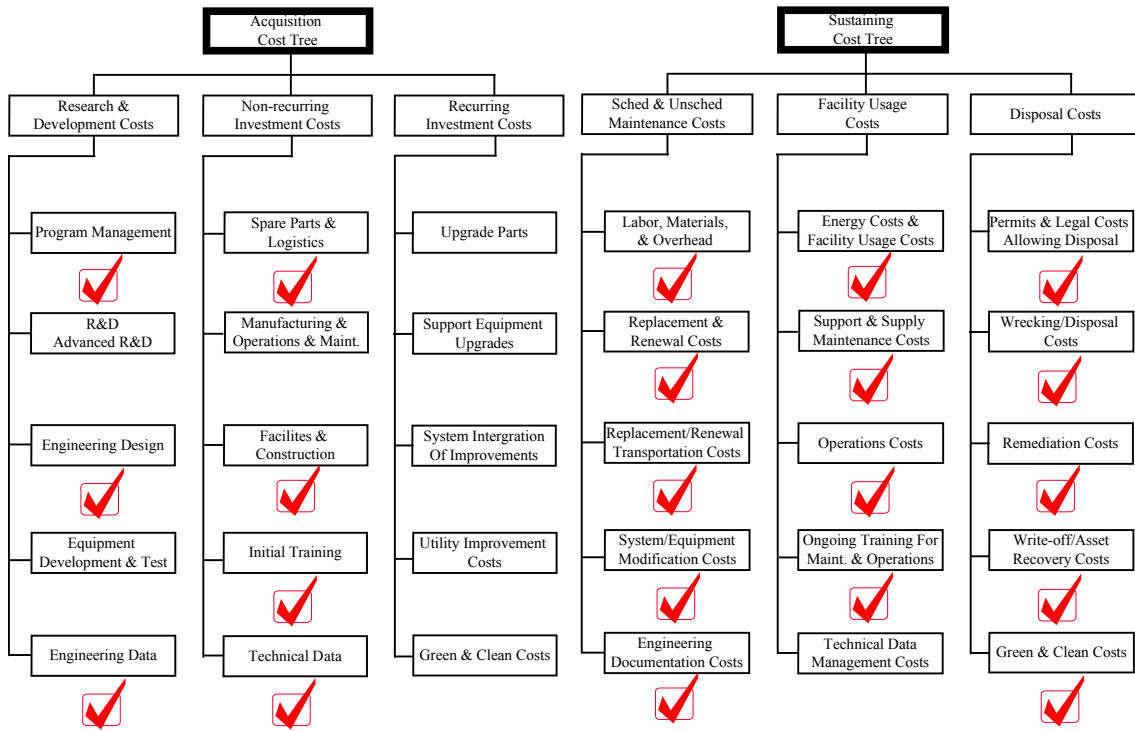 Acquisition
Cost Tree
Sustaining
Cost Tree
Research &
Development Costs
Non-recurring
Investment Costs
Recurring
Investment Costs
Sched & Unsched
Maintenance Costs
Facility Usage
Costs
Disposal Costs
Program Management
Spare Parts &
Logistics
Upgrade Parts
Labor, Materials,
& Overhead
Energy Costs &
Facility Usage Costs
Permits & Legal Costs
Allowing Disposal
R&D
Advanced R&D
Manufacturing &
Operations & Maint.
Support Equipment
Upgrades
Replacement &
Renewal Costs
Support & Supply
Maintenance Costs
Wrecking/Disposal
Costs
Engineering Design
Facilites &
Construction
System Intergration
Of Improvements
Replacement/Renewal
Transportation Costs
Operations Costs
Remediation Costs
Equipment
Development & Test
Initial Training
Utility Improvement
Costs
System/Equipment
Modification Costs
Ongoing Training For
Maint. & Operations
Write-off/Asset
Recovery Costs
Engineering Data
Technical Data
Green & Clean Costs
Engineering
Documentation Costs
Technical Data
Management Costs
Green & Clean Costs